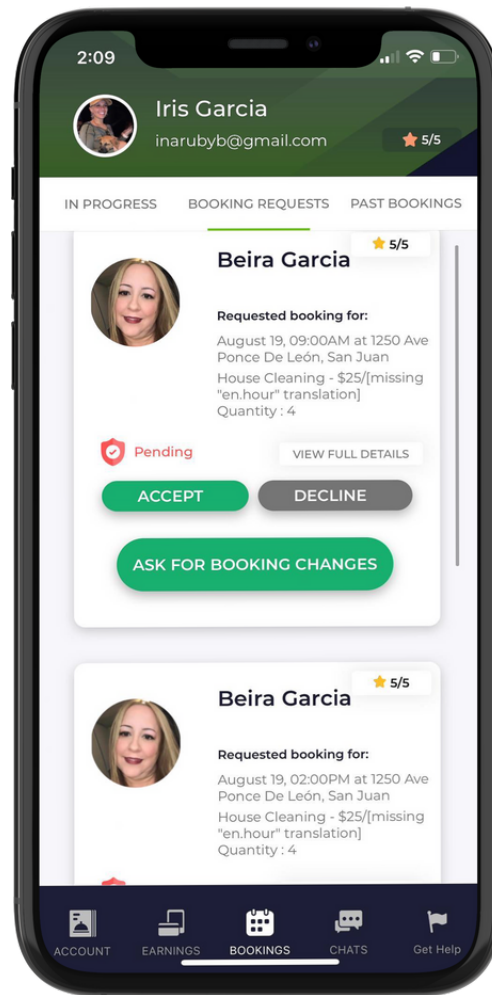 2:09
Iris Garcia
inarubyb@gmail.com
5/5
IN PROGRESS BOOKING REQUESTS PAST BOOKINGS
5/5
Beira Garcia
Requested booking for:
August 19, 09:00AM at 1250 Ave
Ponce De León, San Juan
House Cleaning - $25/[missing
"en.hour" translation]
Quantity : 4
Pending
VIEW FULL DETAILS
ACCEPT DECLINE
ASK FOR BOOKING CHANGES
5/5
Beira Garcia
Requested booking for:
August 19, 02:00PM at 1250 Ave
Ponce De León, San Juan
House Cleaning - $25/[missing
"en.hour" translation]
Quantity : 4
ACCOUNT EARNINGS BOOKINGS CHATS Get Help